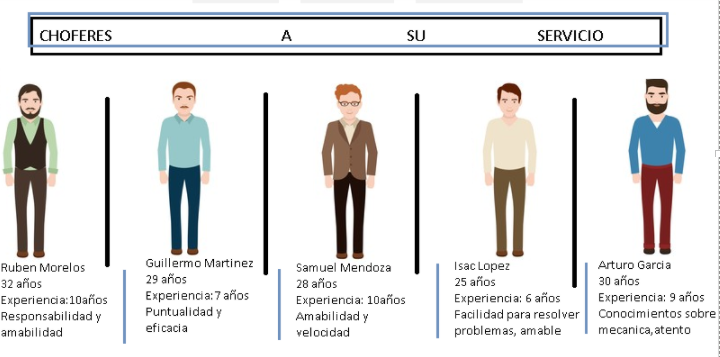 CHOFERES A SU SERVICIO
Ruben Morelos
32 años
Experiencia:10años
Responsabilidad y
amabilidad
Guillermo Martinez
29 años
Experiencia: 7 años
Puntualidad y
eficacia
Samuel Mendoza
28 años
Experiencia: 10años
Amabilidad y
velocidad
Isac Lopez
25 años
Experiencia: 6 años
Facilidad para resolver
problemas, amable
Arturo Garcia
30 años
Experiencia: 9 años
Conocimientos sobre
mecanica,atento